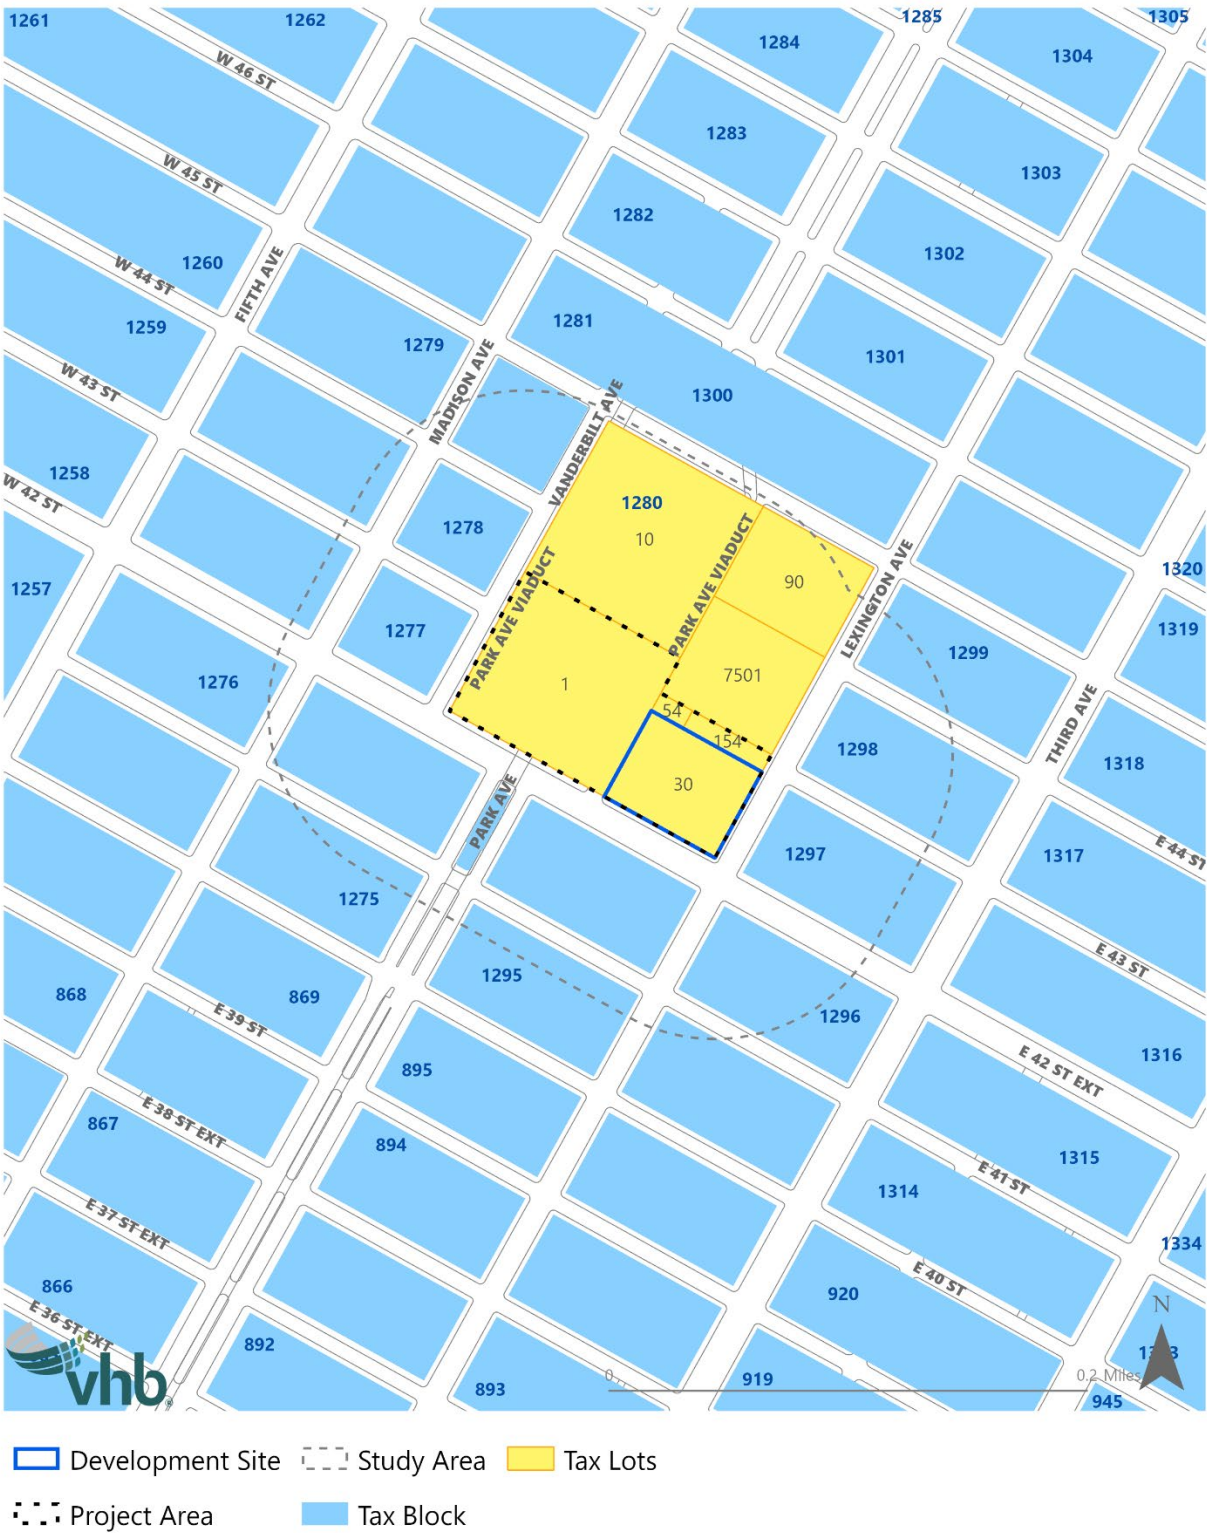 1261
1262
1285
1305
1284
1304
W 46 ST
1283
1303
W 45 ST
1282
1302
1260
W 44 ST
FIFTH AVE
1259
1281
1279
1301
W 43 ST
MADISON AVE
VANDERBILT AVE
1300
1258
W 42 ST
1280
10
1278
1257
PARK AVE VIADUCT
PARK AVE VIADUCT
90
LEXINGTON AVE
1320
1277
1319
1299
1276
1
7501
54
154
30
1298
THIRD AVE
1318
PARK AVE
1297
1317
E 44 ST
1275
1295
E 43 ST
868
869
E 39 ST
1296
895
1316
E 42 ST EXT
867
E 38 ST EXT
894
1315
E 41 ST
1314
E 37 ST EXT
1334
866
920
E 40 ST
N
E 36 ST EXT
892
vhb
893
0
919
0.2 Miles
945
Development Site
Study Area
Tax Lots
Project Area
Tax Block